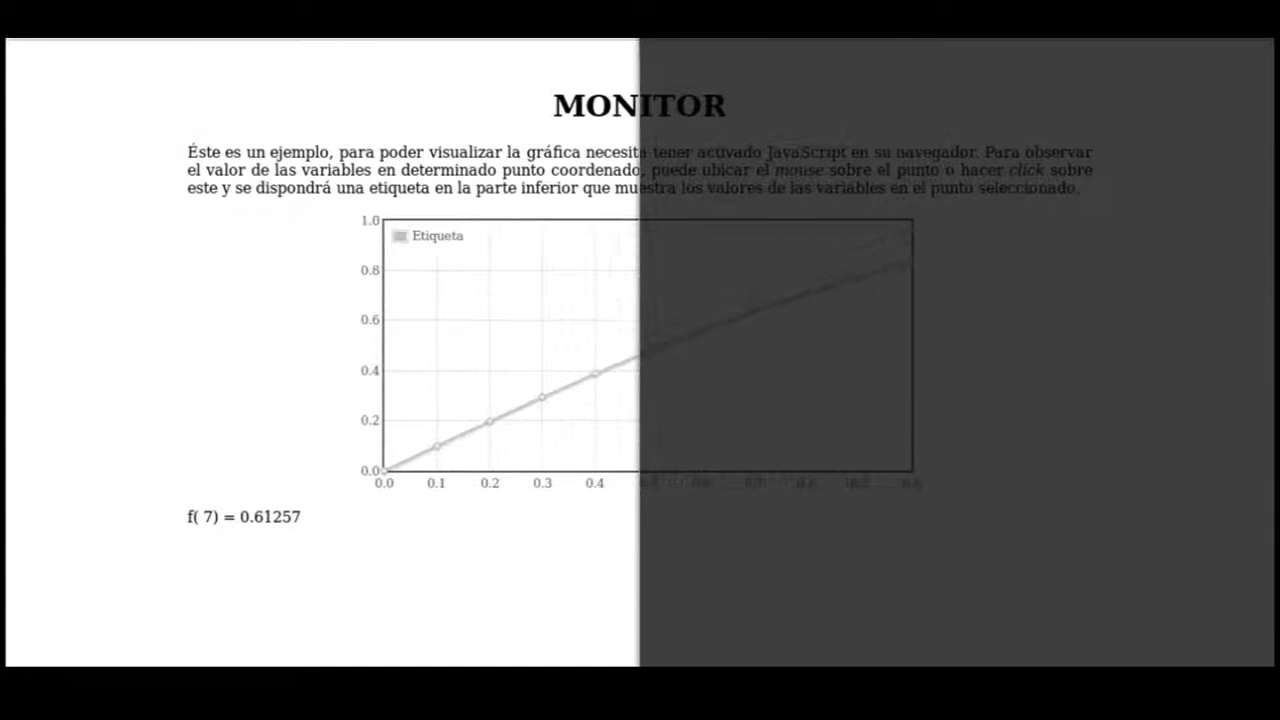 MONITOR
Éste es un ejemplo, para poder visualizar la gráfica necesita tener activado JavaScript en su navegador. Para observar
el valor de las variables en determinado punto coordenado, puede ubicar el mouse sobre el punto o hacer click sobre
este y se dispondrá una etiqueta en la parte inferior que muestra los valores de las variables en el punto seleccionado.
1.0
Etiqueta
0.8
0.6
0.4
0.2
0.0
0.0 0.1 0.2 0.3 0.4
f( 7) = 0.61257